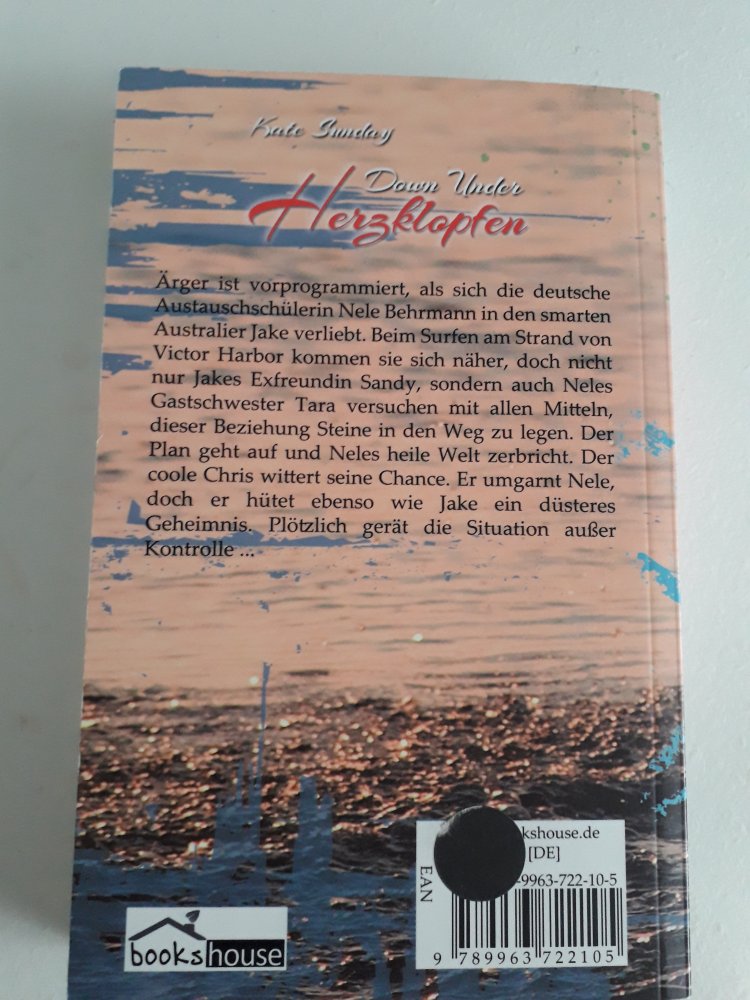 Kate Sunday
Down Under
Herzklopfen
Ärger ist vorprogrammiert, als sich die deutsche
Austauschschülerin Nele Behrmann in den smarten
Australier Jake verliebt. Beim Surfen am Strand von
Victor Harbor kommen sie sich näher, doch nicht
nur Jakes Exfreundin Sandy, sondern auch Neles
Gastschwester Tara versuchen mit allen Mitteln,
dieser Beziehung Steine in den Weg zu legen. Der
Plan geht auf und Neles heile Welt zerbricht. Der
coole Chris wittert seine Chance. Er umgarnt Nele,
doch er hütet ebenso wie Jake ein düsteres
Geheimnis. Plötzlich gerät die Situation außer
Kontrolle ...
kshouse.de
[DE]
-9963-722-10-5
EAN
9 789963 722105
bookshouse